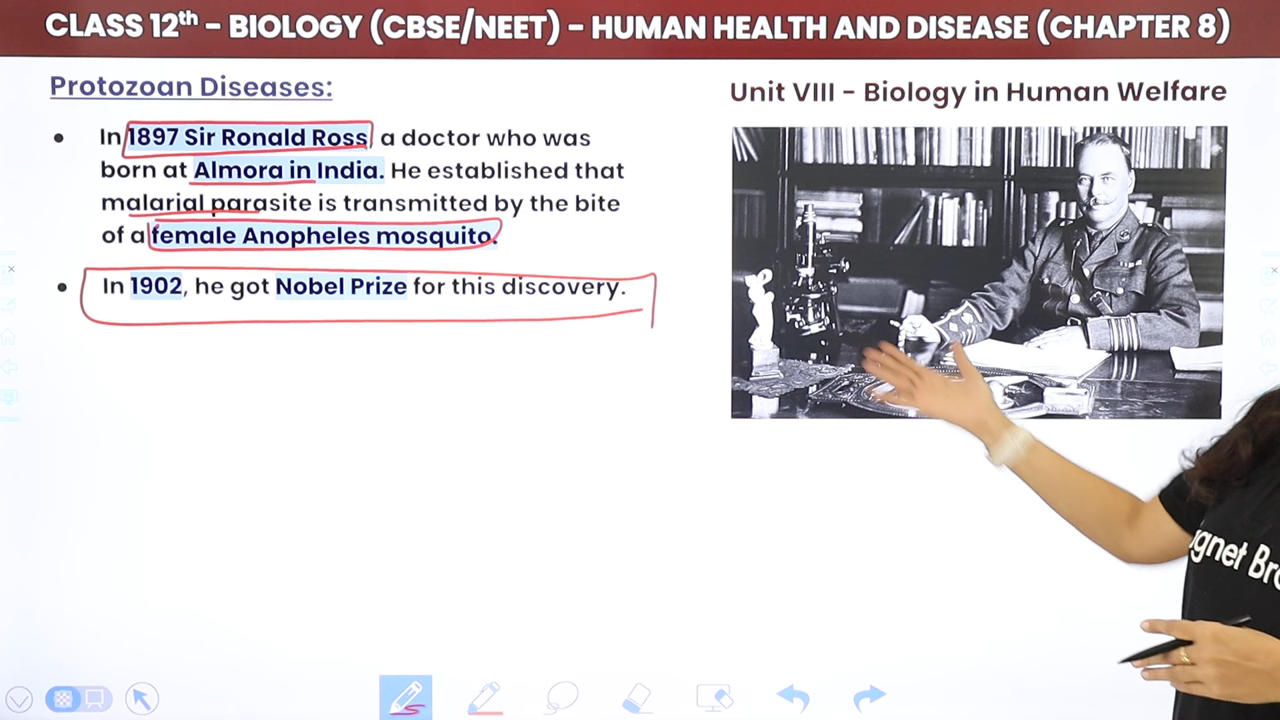 CLASS 12th - BIOLOGY (CBSE/NEET) - HUMAN HEALTH AND DISEASE (CHAPTER 8)
Protozoan Diseases:
Unit VIII - Biology in Human Welfare
• In 1897 Sir Ronald Ross, a doctor who was
born at Almora in India. He established that
malarial parasite is transmitted by the bite
of a female Anopheles mosquito.
• In 1902, he got Nobel Prize for this discovery.
gnet Bro